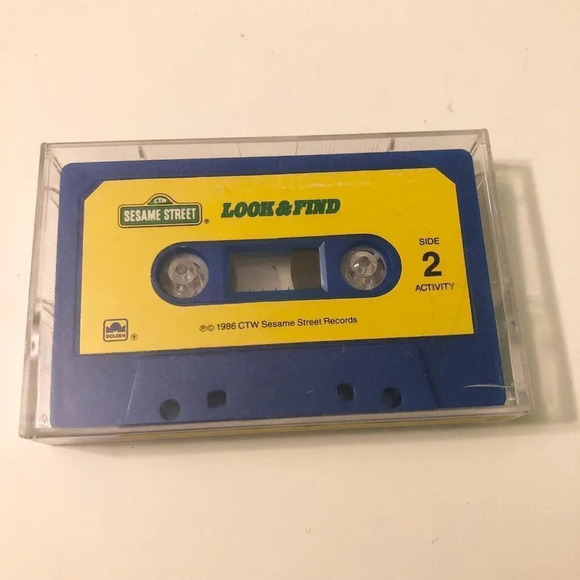 CTW
SESAME STREET ®
LOOK & FIND
SIDE
2
ACTIVITY
GOLDEN ®
℗© 1986 CTW Sesame Street Records